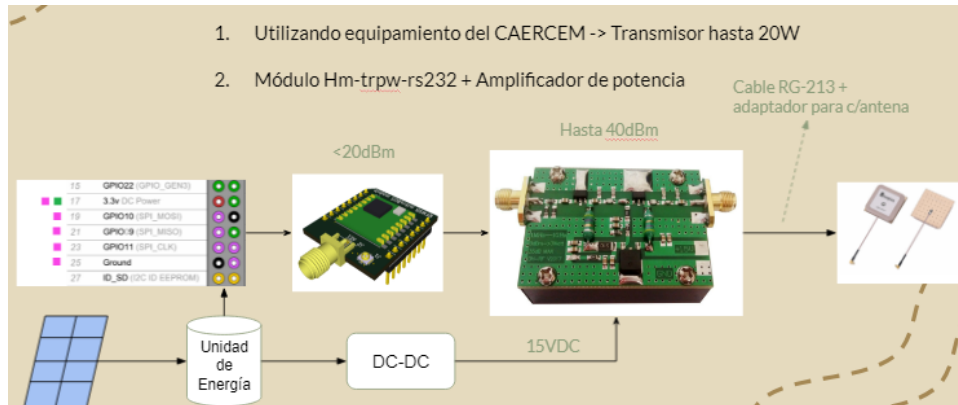 1. Utilizando equipamiento del CAERCEM -> Transmisor hasta 20W
2. Módulo Hm-trpw-rs232 + Amplificador de potencia
Cable RG-213 +
adaptador para c/antena
Hasta 40dBm
<20dBm
GPIO22 (GPIO_GEN3)
17 3.3v DC Power
19 GPIO10 (SPI_MOSI)
21 GPIO9 (SPI_MISO)
23 GPIO11 (SPI_CLK)
25 Ground
27 ID_SD (I2C ID EEPROM)
Unidad
de
Energía
DC-DC
15VDC